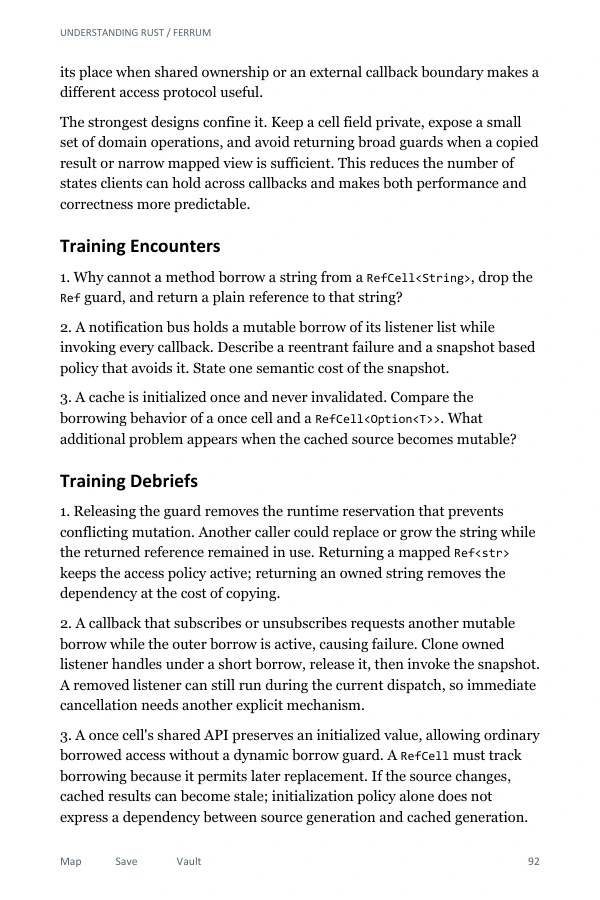 UNDERSTANDING RUST / FERRUM
its place when shared ownership or an external callback boundary makes a
different access protocol useful.
The strongest designs confine it. Keep a cell field private, expose a small
set of domain operations, and avoid returning broad guards when a copied
result or narrow mapped view is sufficient. This reduces the number of
states clients can hold across callbacks and makes both performance and
correctness more predictable.
Training Encounters
1. Why cannot a method borrow a string from a RefCell<String>, drop the
Ref guard, and return a plain reference to that string?
2. A notification bus holds a mutable borrow of its listener list while
invoking every callback. Describe a reentrant failure and a snapshot based
policy that avoids it. State one semantic cost of the snapshot.
3. A cache is initialized once and never invalidated. Compare the
borrowing behavior of a once cell and a RefCell<Option<T>>. What
additional problem appears when the cached source becomes mutable?
Training Debriefs
1. Releasing the guard removes the runtime reservation that prevents
conflicting mutation. Another caller could replace or grow the string while
the returned reference remained in use. Returning a mapped Ref<str>
keeps the access policy active; returning an owned string removes the
dependency at the cost of copying.
2. A callback that subscribes or unsubscribes requests another mutable
borrow while the outer borrow is active, causing failure. Clone owned
listener handles under a short borrow, release it, then invoke the snapshot.
A removed listener can still run during the current dispatch, so immediate
cancellation needs another explicit mechanism.
3. A once cell's shared API preserves an initialized value, allowing ordinary
borrowed access without a dynamic borrow guard. A RefCell must track
borrowing because it permits later replacement. If the source changes,
cached results can become stale; initialization policy alone does not
express a dependency between source generation and cached generation.
Map Save Vault 92